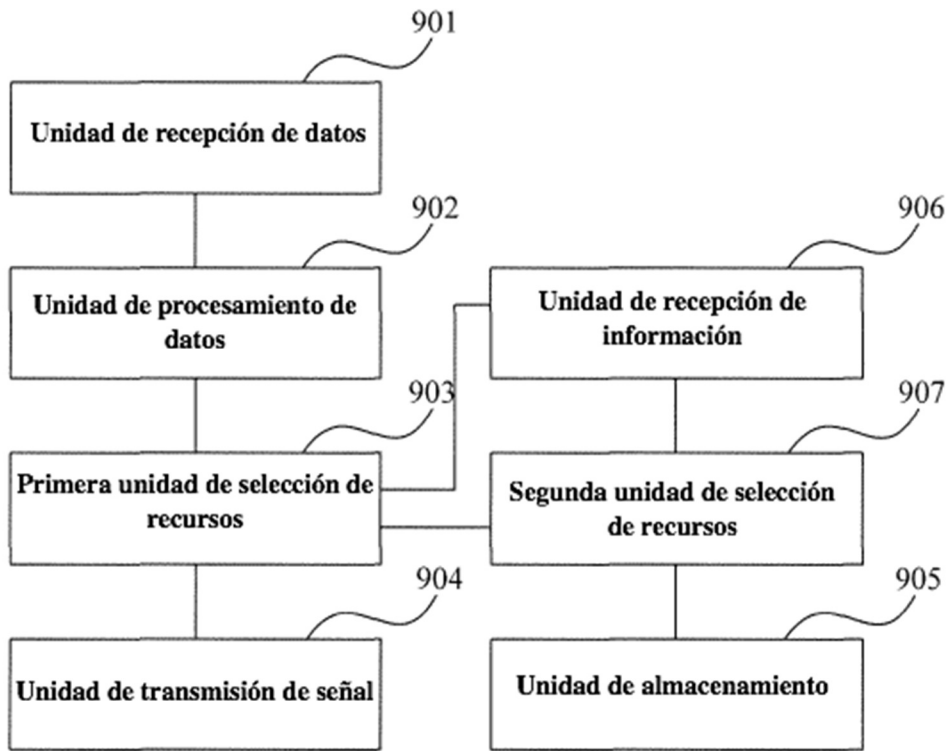 901
Unidad de recepción de datos
902
Unidad de procesamiento de
datos
906
Unidad de recepción de
información
903
Primera unidad de selección de
recursos
907
Segunda unidad de selección
de recursos
904
Unidad de transmisión de señal
905
Unidad de almacenamiento